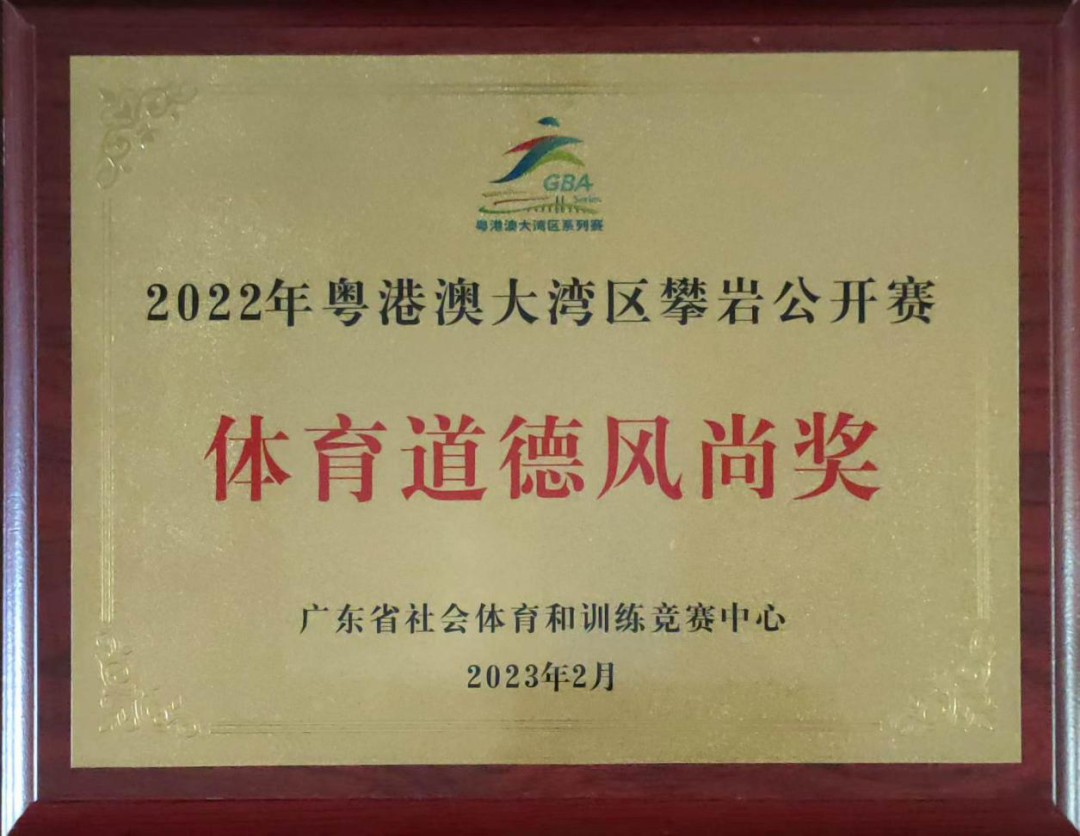 GBA
Series
粤港澳大湾区系列赛
2022年粤港澳大湾区攀岩公开赛
体育道德风尚奖
广东省社会体育和训练竞赛中心
2023年2月